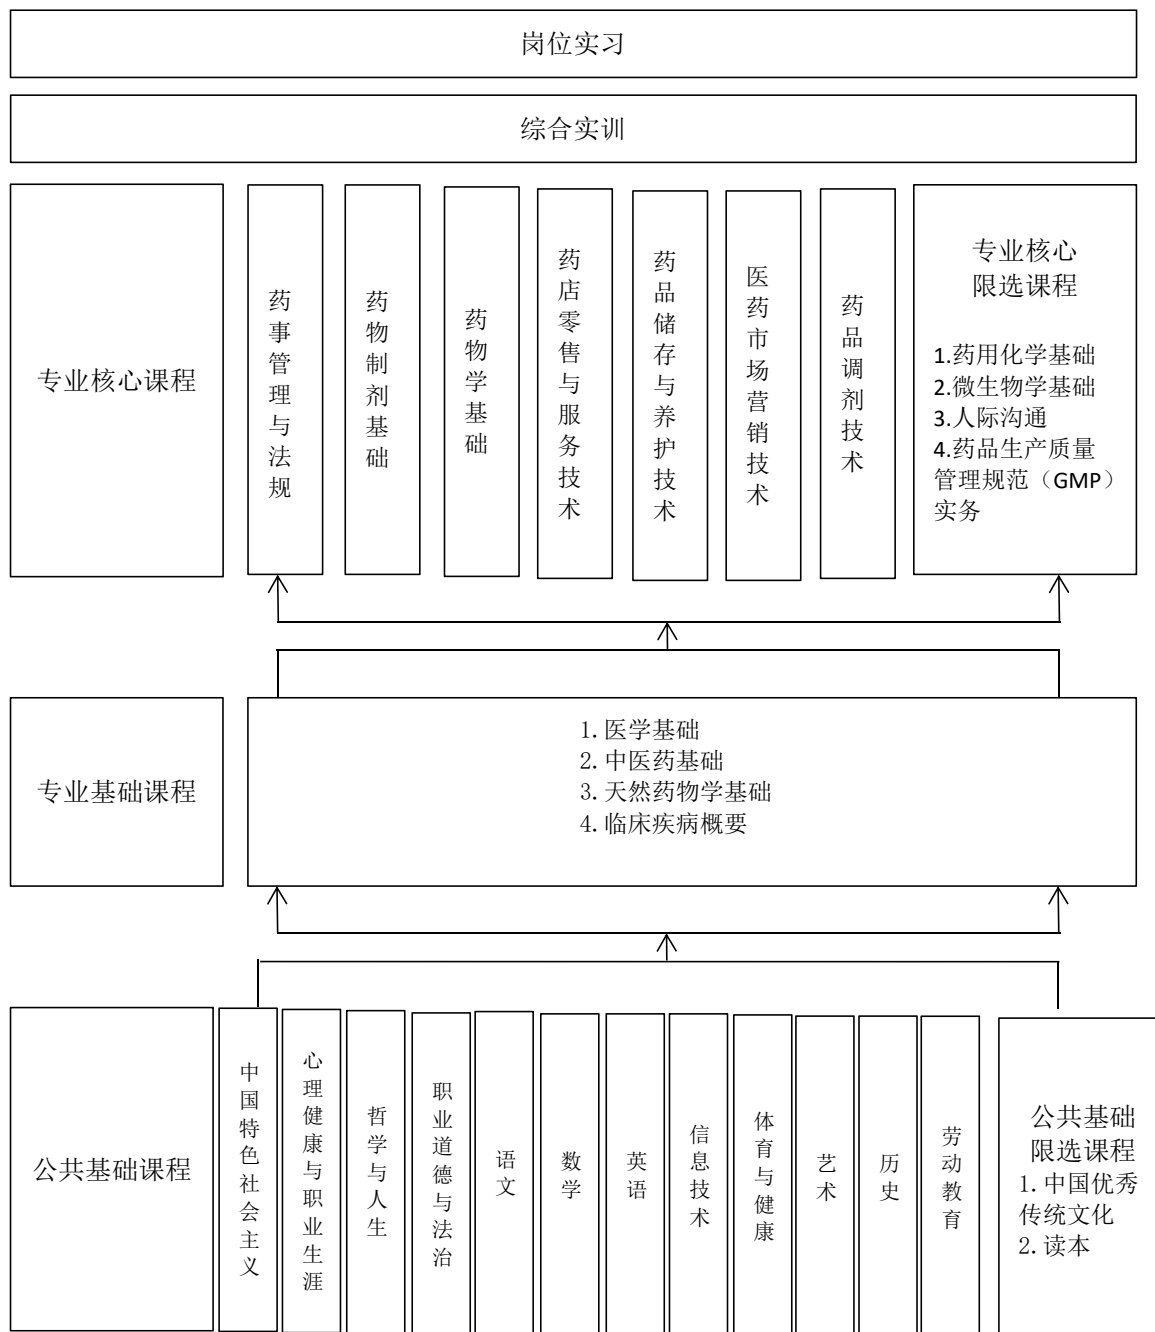 岗位实习
综合实训
专业核心课程
药事管理与法规
药物制剂基础
药物学基础
药店零售与服务技术
药品储存与养护技术
医药市场营销技术
药品调剂技术
专业核心
限选课程
1.药用化学基础
2.微生物学基础
3.人际沟通
4.药品生产质量
管理规范（GMP）
实务
专业基础课程
1.医学基础
2.中医药基础
3.天然药物学基础
4.临床疾病概要
公共基础课程
中国特色社会主义
心理健康与职业生涯
哲学与人生
职业道德与法治
语文
数学
英语
信息技术
体育与健康
艺术
历史
劳动教育
公共基础
限选课程
1.中国优秀
传统文化
2.读本